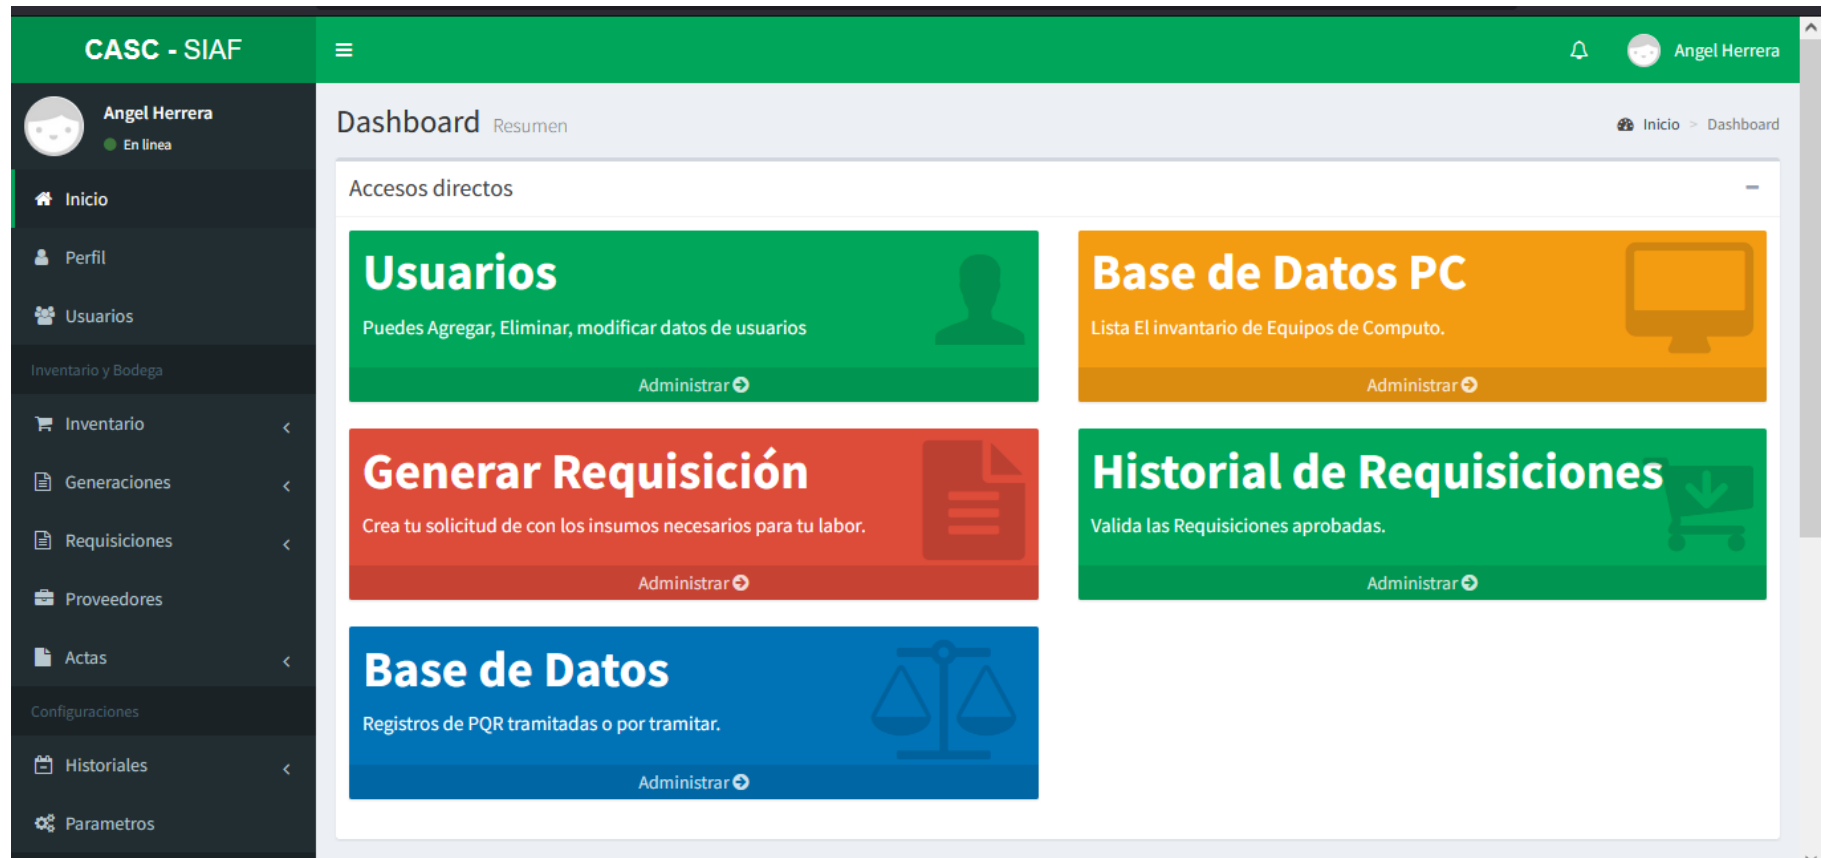 CASC - SIAF
Angel Herrera
Angel Herrera
En linea
Inicio
Perfil
Usuarios
Inventario y Bodega
Inventario
Generaciones
Requisiciones
Proveedores
Actas
Configuraciones
Historiales
Parametros
Dashboard Resumen
Inicio > Dashboard
Accesos directos
Usuarios
Puedes Agregar, Eliminar, modificar datos de usuarios
Administrar
Base de Datos PC
Lista El invantario de Equipos de Computo.
Administrar
Generar Requisición
Crea tu solicitud de con los insumos necesarios para tu labor.
Administrar
Historial de Requisiciones
Valida las Requisiciones aprobadas.
Administrar
Base de Datos
Registros de PQR tramitadas o por tramitar.
Administrar